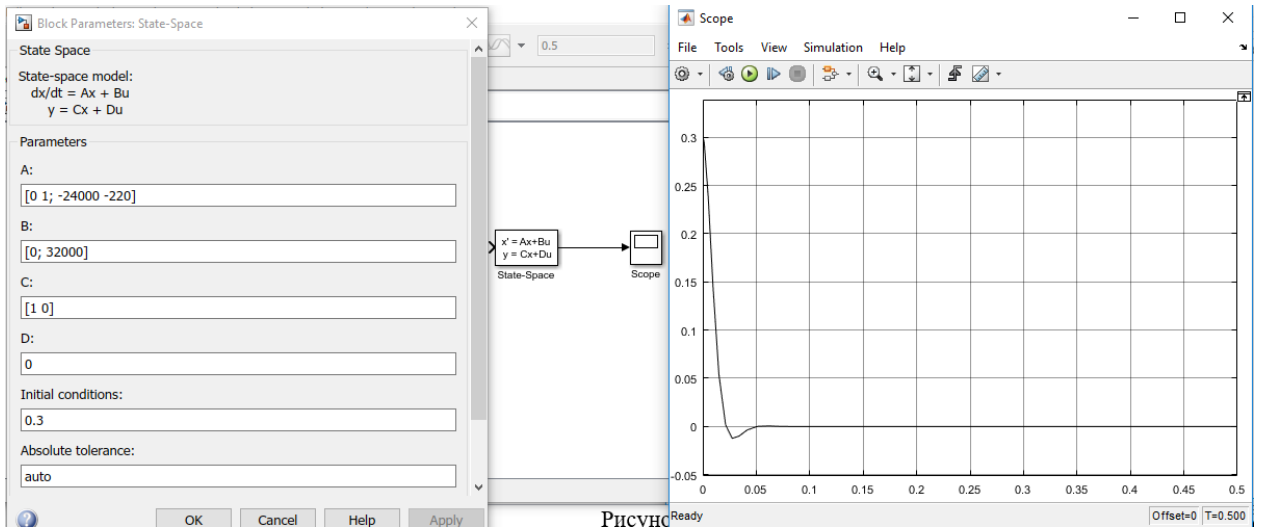 Block Parameters: State-Space
State Space
State-space model:
dx/dt = Ax + Bu
y = Cx + Du
Parameters
A:
[0 1; -24000 -220]
B:
[0; 32000]
C:
[1 0]
D:
0
Initial conditions:
0.3
Absolute tolerance:
auto
OK Cancel Help Apply
0.5
x' = Ax+Bu
y = Cx+Du
State-Space
Scope
Рисуно
Scope
File Tools View Simulation Help
0.3
0.25
0.2
0.15
0.1
0.05
0
-0.05
0 0.05 0.1 0.15 0.2 0.25 0.3 0.35 0.4 0.45 0.5
Ready Offset=0 T=0.500